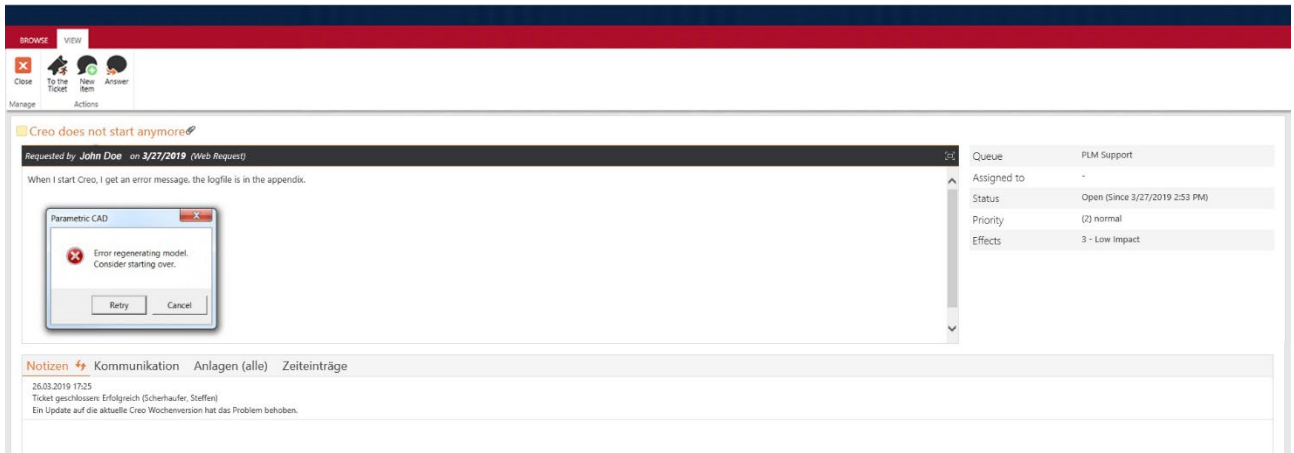 BROWSE VIEW
Close To the Ticket New item Answer
Manage Actions
Creo does not start anymore
Requested by John Doe on 3/27/2019 (Web Request)
When I start Creo, I get an error message. the logfile is in the appendix.
Parametric CAD
Error regenerating model.
Consider starting over.
Retry Cancel
Queue PLM Support
Assigned to -
Status Open (Since 3/27/2019 2:53 PM)
Priority (2) normal
Effects 3 - Low Impact
Notizen Kommunikation Anlagen (alle) Zeiteinträge
26.03.2019 17:25
Ticket geschlossen: Erfolgreich (Scherhaufer, Steffen)
Ein Update auf die aktuelle Creo Wochenversion hat das Problem behoben.